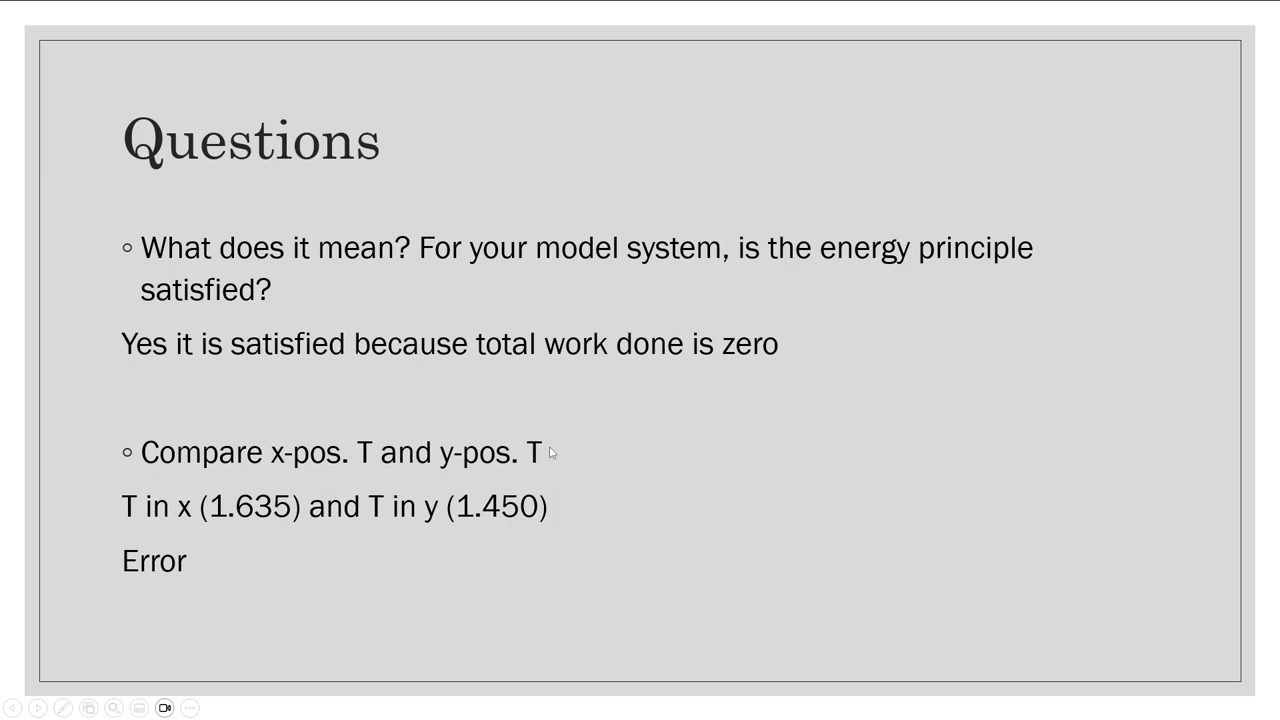 Questions
◦ What does it mean? For your model system, is the energy principle
satisfied?
Yes it is satisfied because total work done is zero
◦ Compare x-pos. T and y-pos. T
T in x (1.635) and T in y (1.450)
Error